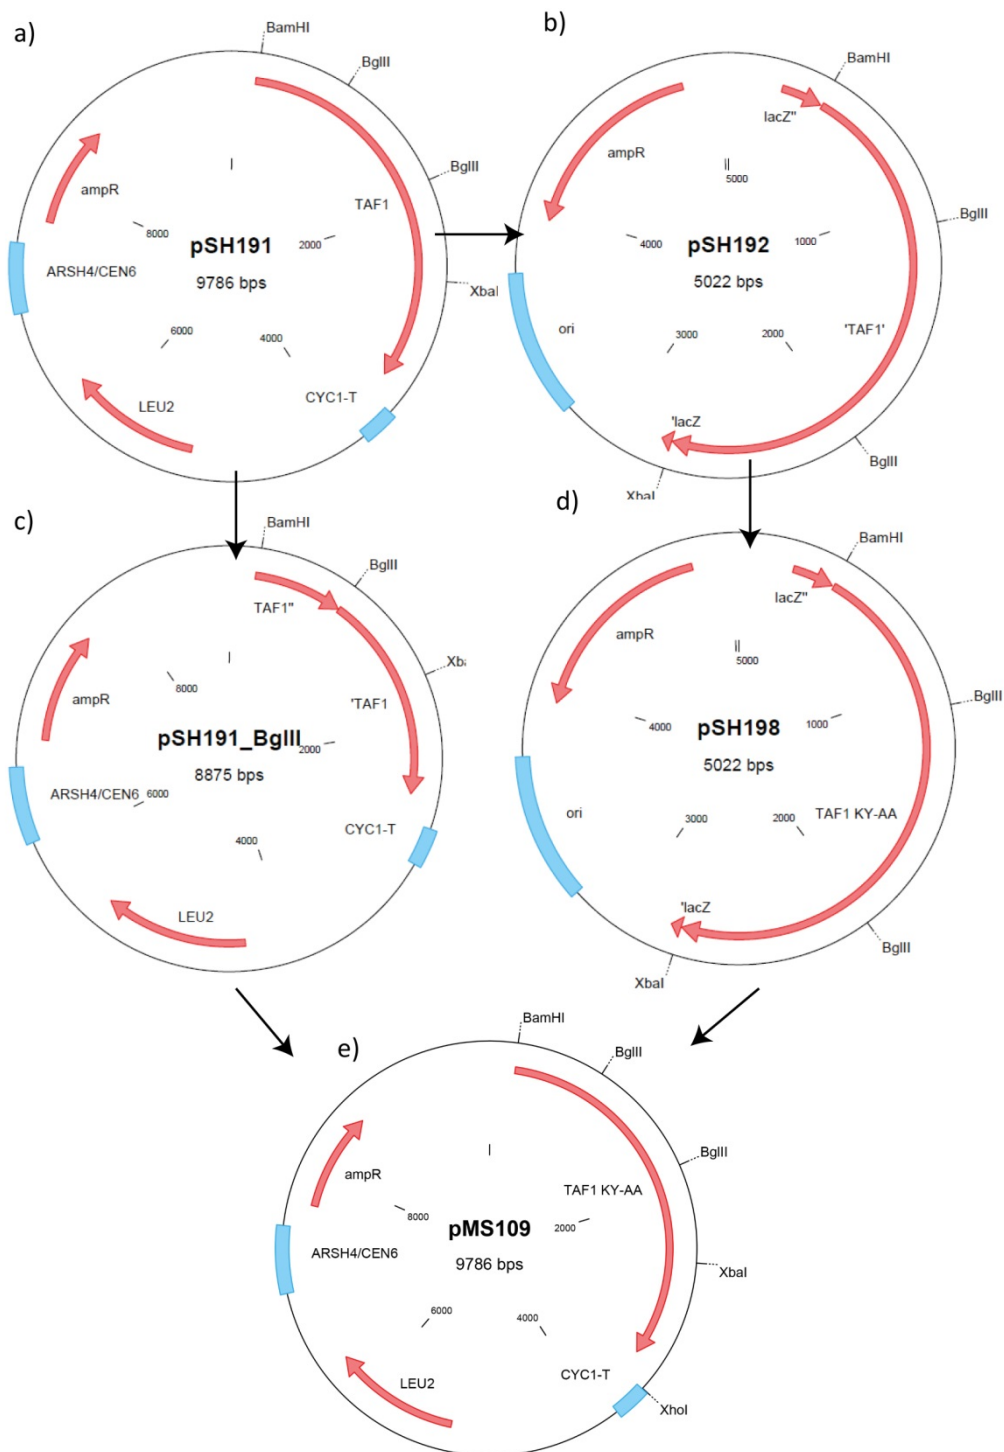 a)
BamHI
BglII
ampR
BglII
TAF1
8000
2000
pSH191
9786 bps
ARSH4/CEN6
XbaI
6000
4000
CYC1-T
LEU2
b)
BamHI
lacZ''
ampR
5000
BglII
4000
1000
pSH192
5022 bps
ori
3000
2000
'TAF1'
'lacZ
BglII
XbaI
c)
BamHI
BglII
TAF1''
ampR
8000
Xba
'TAF1
pSH191_BglII
2000
8875 bps
ARSH4/CEN6
6000
4000
CYC1-T
LEU2
d)
BamHI
lacZ''
ampR
5000
BglII
4000
1000
pSH198
5022 bps
ori
3000
2000
TAF1 KY-AA
'lacZ
BglII
XbaI
e)
BamHI
BglII
ampR
BglII
TAF1 KY-AA
8000
2000
pMS109
9786 bps
ARSH4/CEN6
XbaI
6000
4000
CYC1-T
LEU2
XhoI